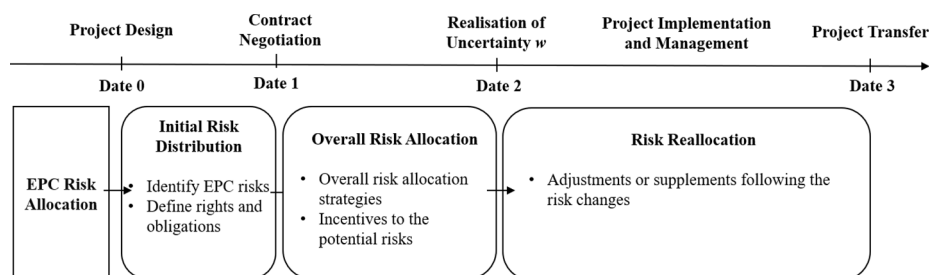 Project Design
Contract
Negotiation
Realisation of
Uncertainty w
Project Implementation
and Management
Project Transfer
Date 0
Date 1
Date 2
Date 3
EPC Risk
Allocation
Initial Risk
Distribution
• Identify EPC risks
• Define rights and
obligations
Overall Risk Allocation
• Overall risk allocation
strategies
• Incentives to the
potential risks
Risk Reallocation
• Adjustments or supplements following the
risk changes